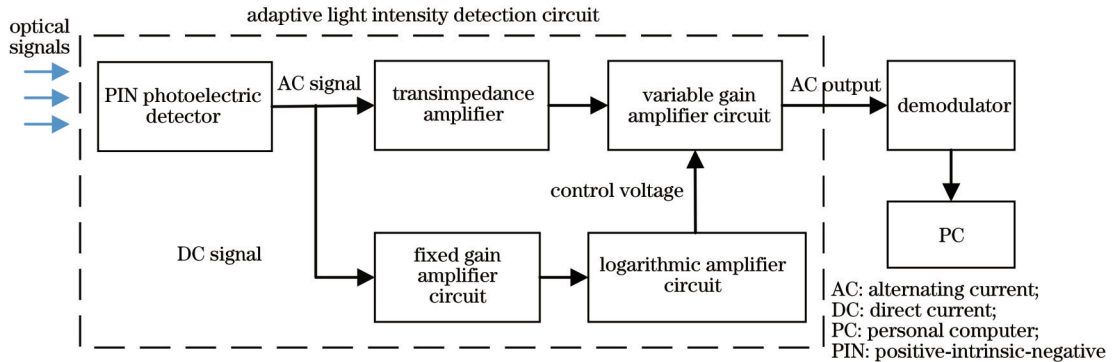 adaptive light intensity detection circuit
optical
signals
PIN photoelectric
detector
AC signal
transimpedance
amplifier
variable gain
amplifier circuit
AC output
demodulator
control voltage
DC signal
fixed gain
amplifier
circuit
logarithmic amplifier
circuit
PC
AC: alternating current;
DC: direct current;
PC: personal computer;
PIN: positive-intrinsic-negative